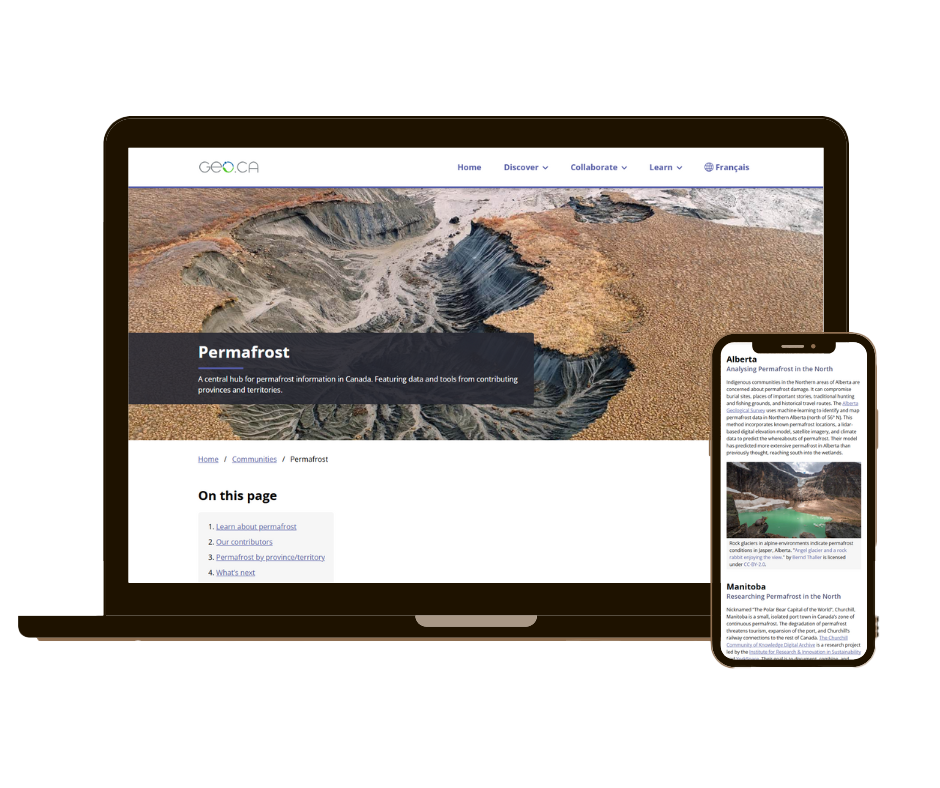 GEO.CA
Home Discover Collaborate Learn Français
Permafrost
A central hub for permafrost information in Canada. Featuring data and tools from contributing
provinces and territories.
Home / Communities / Permafrost
On this page
1. Learn about permafrost
2. Our contributors
3. Permafrost by province/territory
4. What's next
Alberta
Analysing Permafrost in the North
Indigenous communities in the Northern areas of Alberta are
concerned about permafrost damage. It can compromise
burial sites, places of important stories, traditional hunting
and fishing grounds, and historical travel routes. The Alberta
Geological Survey uses machine-learning to identify and map
permafrost data in Northern Alberta (north of 56° N). This
method incorporates known permafrost locations, a lidar-
based digital elevation model, satellite imagery, and climate
data to predict the whereabouts of permafrost. Their model
has predicted more extensive permafrost in Alberta than
previously thought, reaching south into the wetlands.
Rock glaciers in alpine environments indicate permafrost
conditions in Jasper, Alberta. "Angel glacier and a rock
rabbit enjoying the view." by Bernd Thaller is licensed
under CC-BY-2.0.
Manitoba
Researching Permafrost in the North
Nicknamed "The Polar Bear Capital of the World", Churchill,
Manitoba is a small, isolated port town in Canada's zone of
continuous permafrost. The degradation of permafrost
threatens tourism, expansion of the port, and Churchill's
railway connections to the rest of Canada. The Churchill
Community of Knowledge Digital Archive is a research project
led by the Institute for Research & Innovation in Sustainability